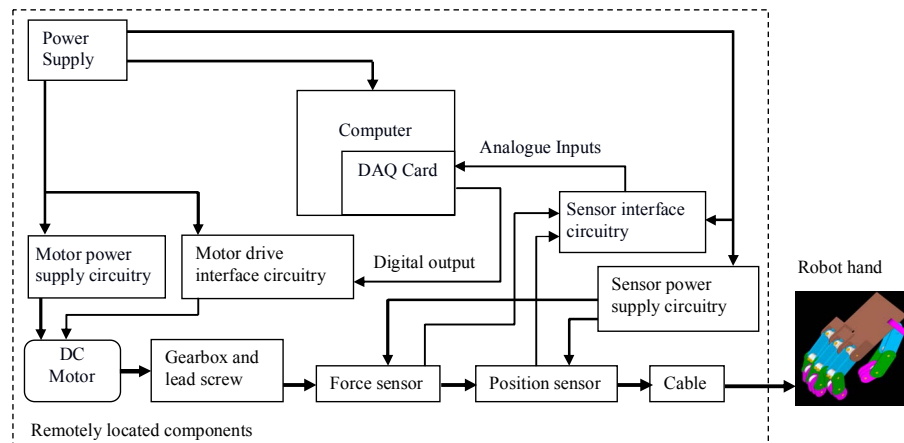 Power
Supply
Computer
DAQ Card
Analogue Inputs
Sensor interface
circuitry
Motor power
supply circuitry
Motor drive
interface circuitry
Digital output
Sensor power
supply circuitry
Robot hand
DC
Motor
Gearbox and
lead screw
Force sensor
Position sensor
Cable
Remotely located components